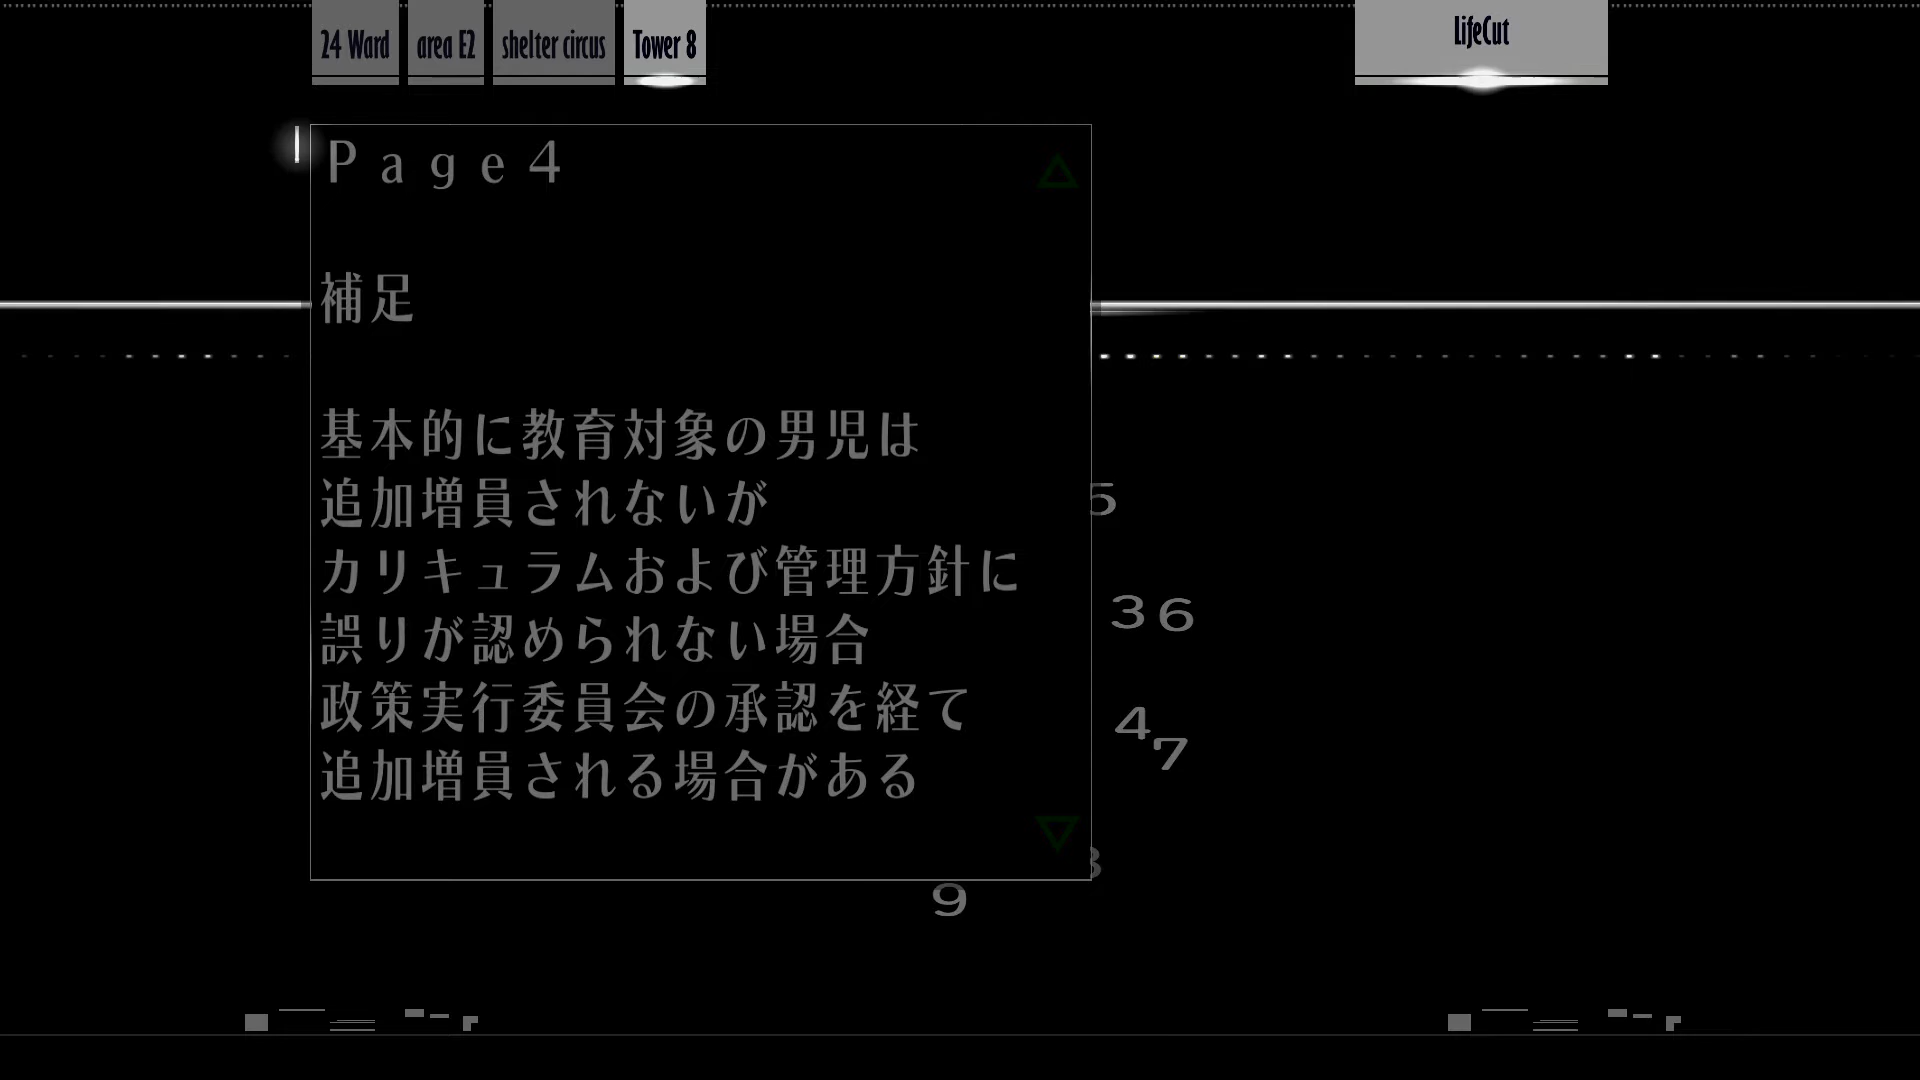 24 Ward
area E2
shelter circus
Tower 8
LifeCut
Page4
補足
基本的に教育対象の男児は
追加増員されないが
カリキュラムおよび管理方針に
誤りが認められない場合
政策実行委員会の承認を経て
追加増員される場合がある
5
36
4
7
9